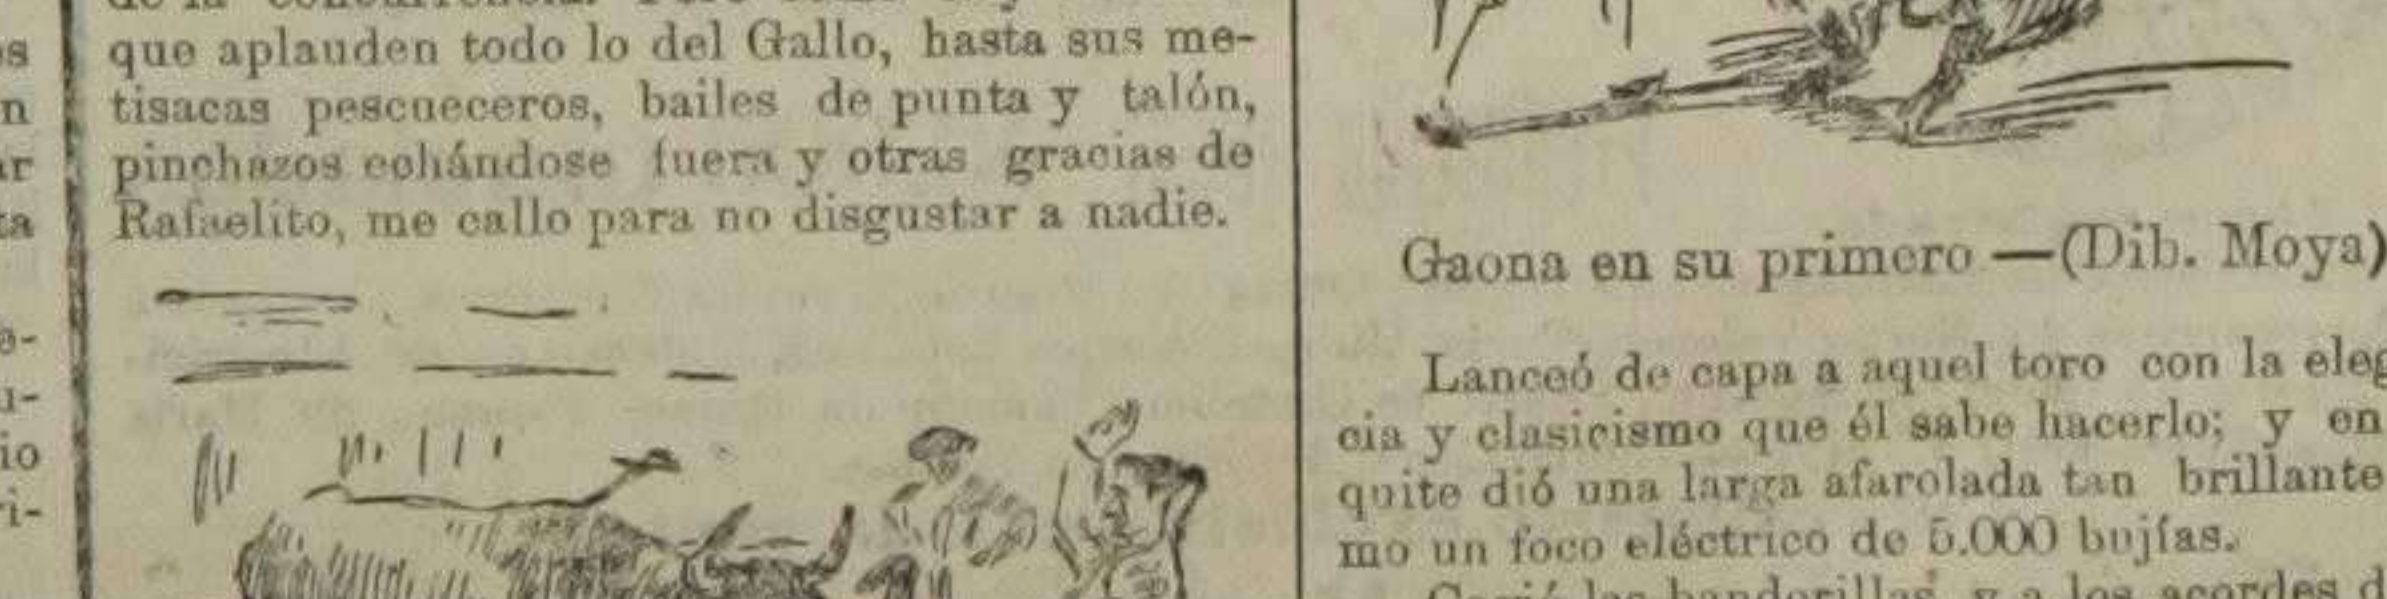 que aplauden todo lo del Gallo, hasta sus me-
tisacas pescueceros, bailes de punta y talón,
pinchazos echándose fuera y otras gracias de
Rafaelito, me callo para no disgustar a nadie.
Gaona en su primero —(Dib. Moya)
Lanceó de capa a aquel toro con la eleg
cia y clasicismo que él sabe hacerlo; y en
quite dió una larga afarolada tan brillante
mo un foco eléctrico de 5.000 bujías.